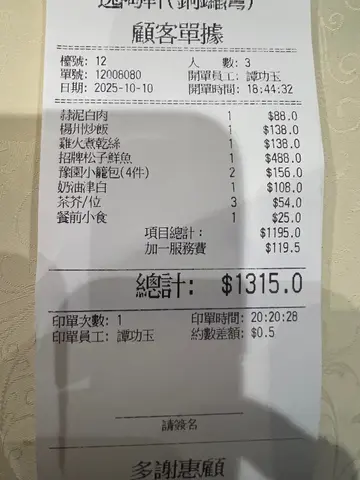 (銅鑼灣)
顧客單據
檯號: 12 人 數: 3
單號: 12008080 開單員工: 譚功玉
日期: 2025-10-10 開單時間: 18:44:32
蒜泥白肉 1 $88.0
楊州炒飯 1 $138.0
雞火煮乾絲 1 $138.0
招牌松子鮮魚 1 $488.0
豫園小籠包(4件) 2 $156.0
奶油津白 1 $108.0
茶芥/位 3 $54.0
餐前小食 1 $25.0
項目總計: $1195.0
加一服務費 $119.5
總計: $1315.0
印單次數: 1 印單時間: 20:20:28
印單員工: 譚功玉 約數差額: $0.5
請簽名
多謝惠顧